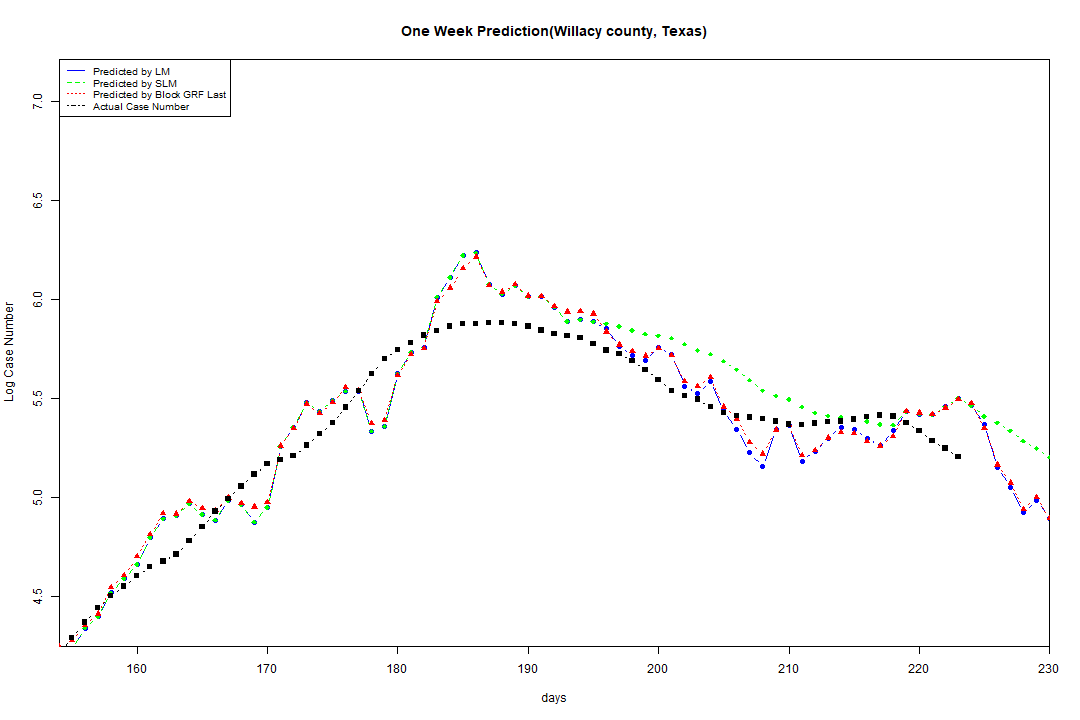 One Week Prediction(Willacy county, Texas)
Predicted by LM
Predicted by SLM
Predicted by Block GRF Last
Actual Case Number
Log Case Number
7.0
6.5
6.0
5.5
5.0
4.5
160 170 180 190 200 210 220 230
days